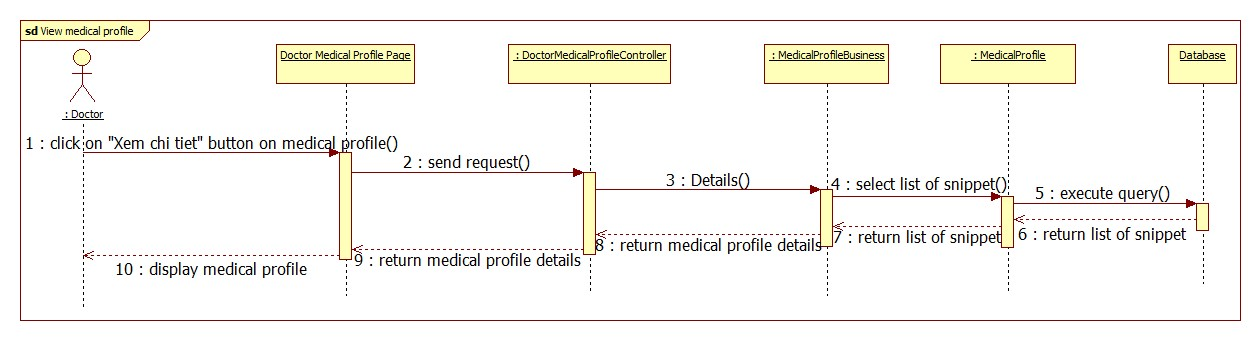 sd View medical profile
: Doctor
Doctor Medical Profile Page
: DoctorMedicalProfileController
: MedicalProfileBusiness
: MedicalProfile
Database
1 : click on "Xem chi tiet" button on medical profile()
2 : send request()
3 : Details()
4 : select list of snippet()
5 : execute query()
6 : return list of snippet
7 : return list of snippet
8 : return medical profile details
9 : return medical profile details
10 : display medical profile